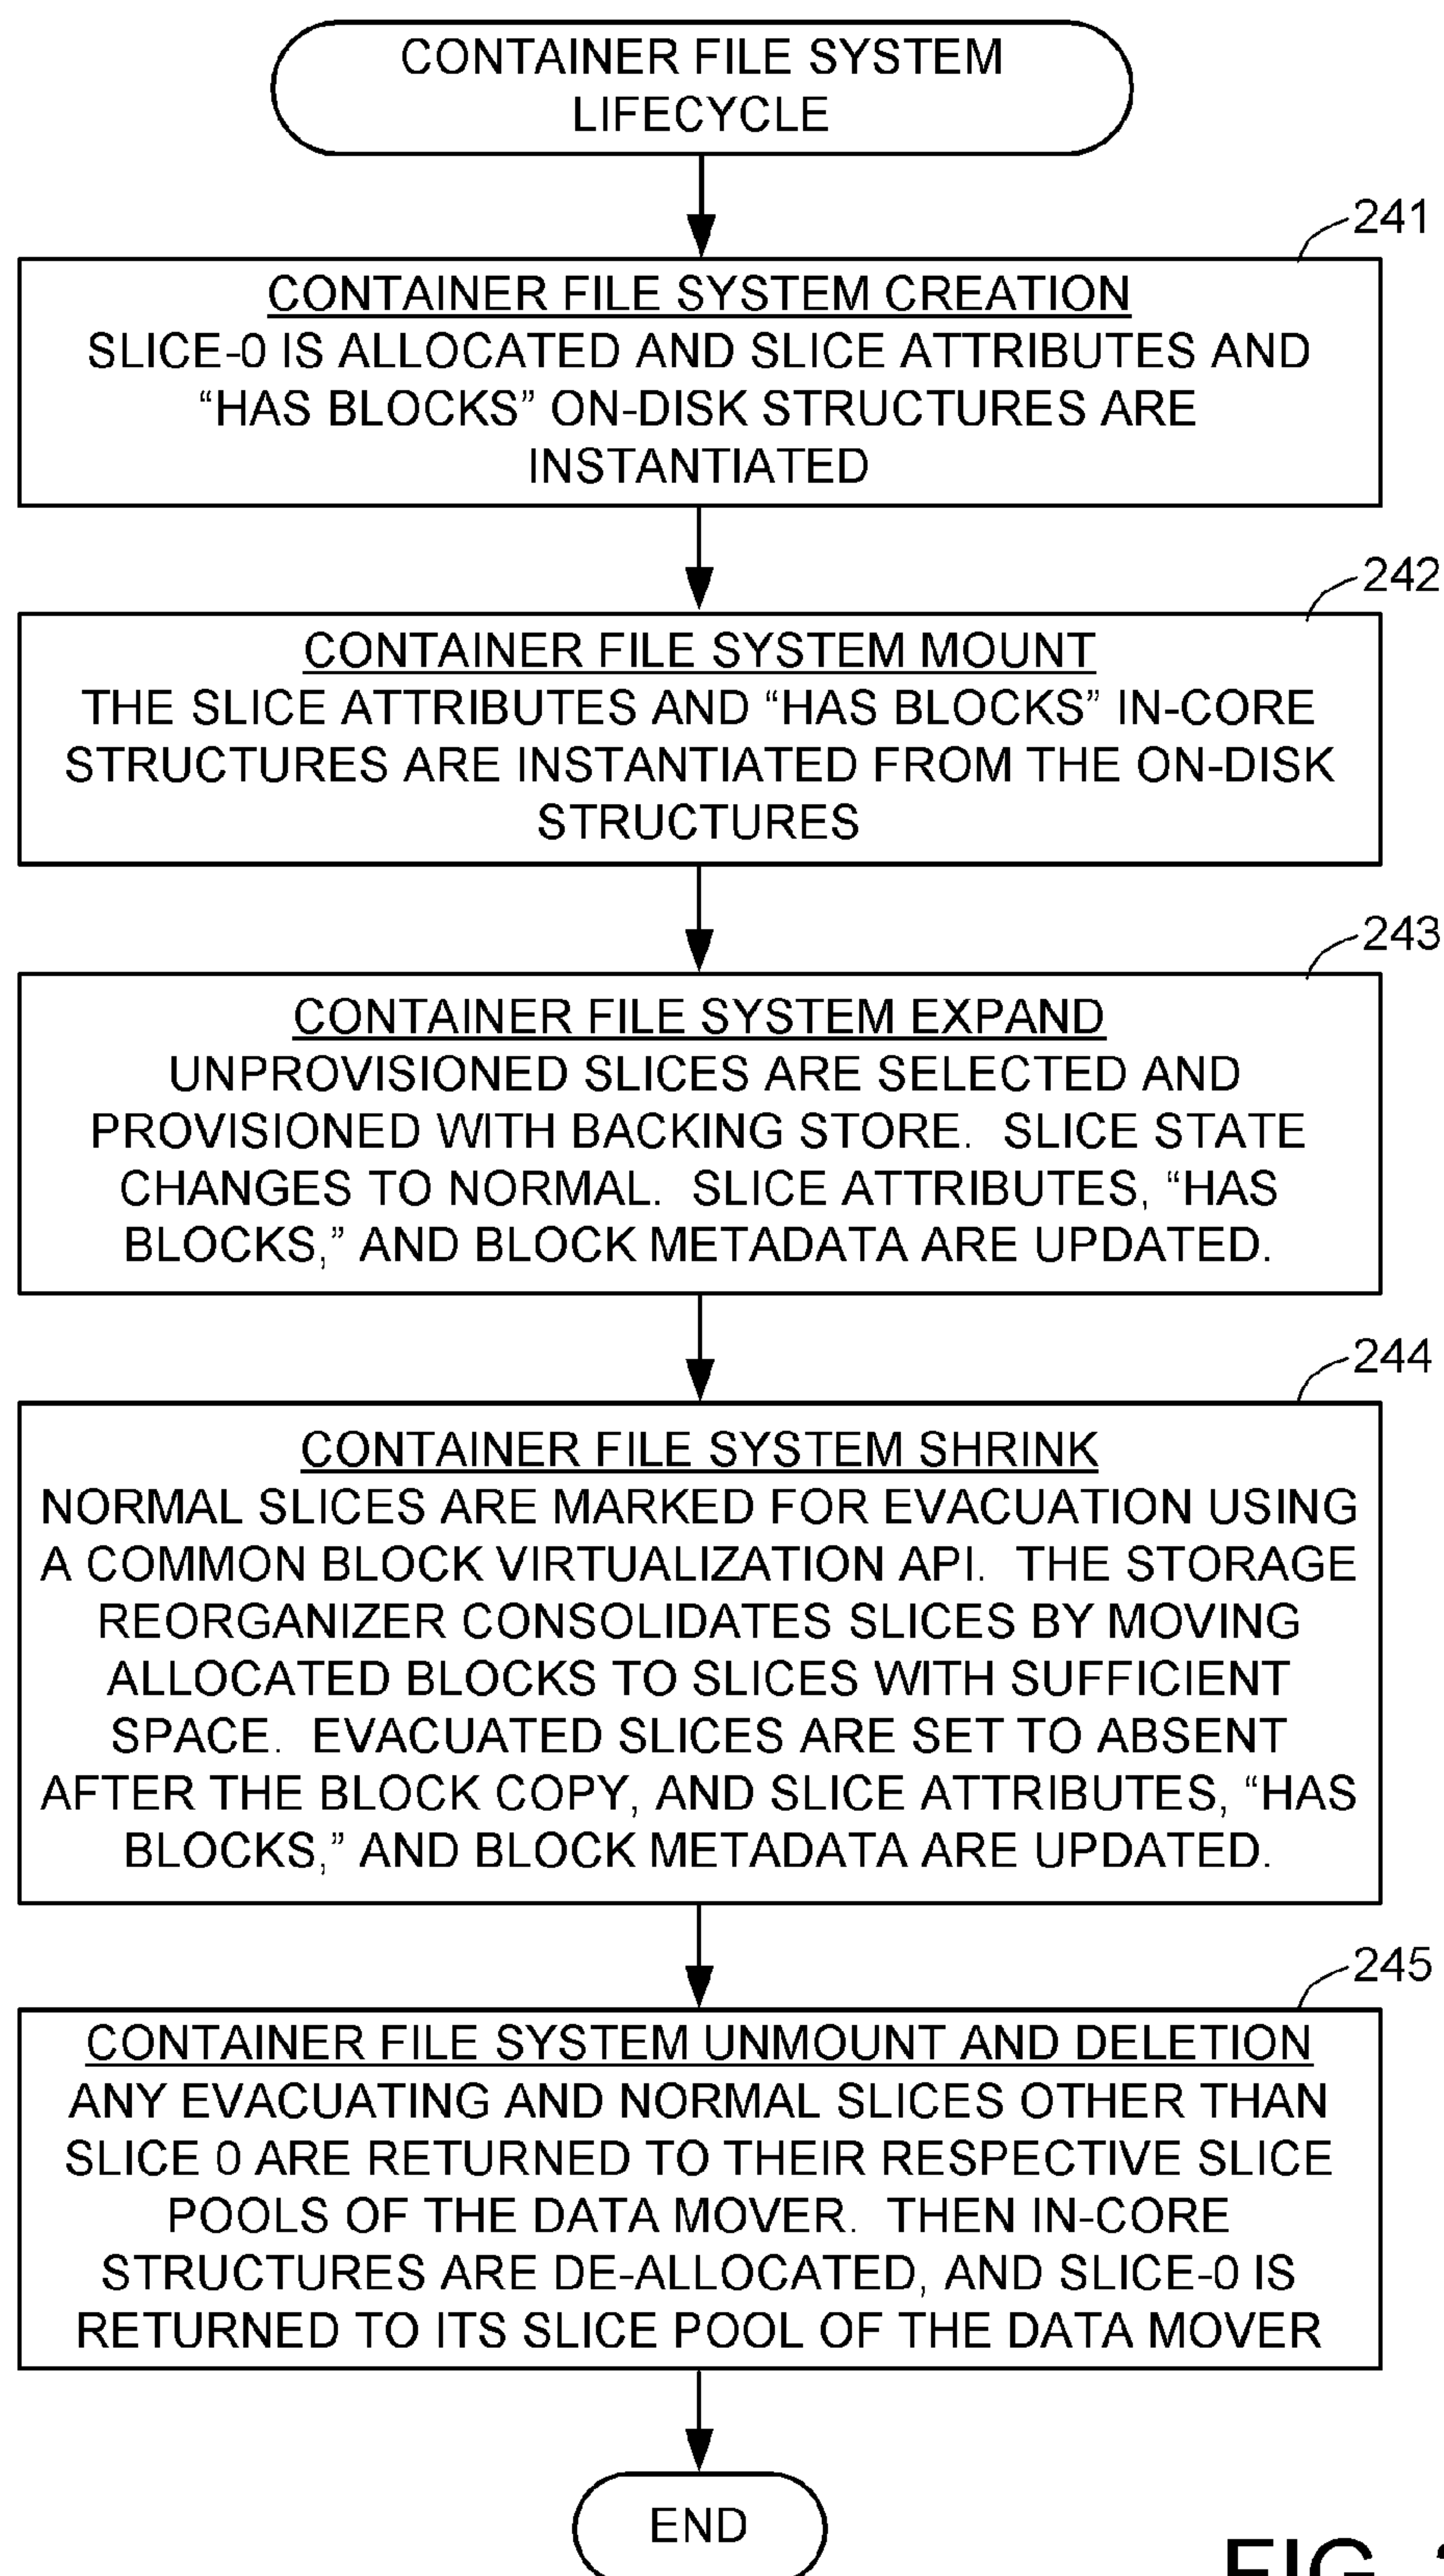 CONTAINER FILE SYSTEM
LIFECYCLE
241
CONTAINER FILE SYSTEM CREATION
SLICE-0 IS ALLOCATED AND SLICE ATTRIBUTES AND
“HAS BLOCKS” ON-DISK STRUCTURES ARE
INSTANTIATED
242
CONTAINER FILE SYSTEM MOUNT
THE SLICE ATTRIBUTES AND “HAS BLOCKS” IN-CORE
STRUCTURES ARE INSTANTIATED FROM THE ON-DISK
STRUCTURES
243
CONTAINER FILE SYSTEM EXPAND
UNPROVISIONED SLICES ARE SELECTED AND
PROVISIONED WITH BACKING STORE. SLICE STATE
CHANGES TO NORMAL. SLICE ATTRIBUTES, “HAS
BLOCKS,” AND BLOCK METADATA ARE UPDATED.
244
CONTAINER FILE SYSTEM SHRINK
NORMAL SLICES ARE MARKED FOR EVACUATION USING
A COMMON BLOCK VIRTUALIZATION API. THE STORAGE
REORGANIZER CONSOLIDATES SLICES BY MOVING
ALLOCATED BLOCKS TO SLICES WITH SUFFICIENT
SPACE. EVACUATED SLICES ARE SET TO ABSENT
AFTER THE BLOCK COPY, AND SLICE ATTRIBUTES, “HAS
BLOCKS,” AND BLOCK METADATA ARE UPDATED.
245
CONTAINER FILE SYSTEM UNMOUNT AND DELETION
ANY EVACUATING AND NORMAL SLICES OTHER THAN
SLICE 0 ARE RETURNED TO THEIR RESPECTIVE SLICE
POOLS OF THE DATA MOVER. THEN IN-CORE
STRUCTURES ARE DE-ALLOCATED, AND SLICE-0 IS
RETURNED TO ITS SLICE POOL OF THE DATA MOVER
END
FIG.